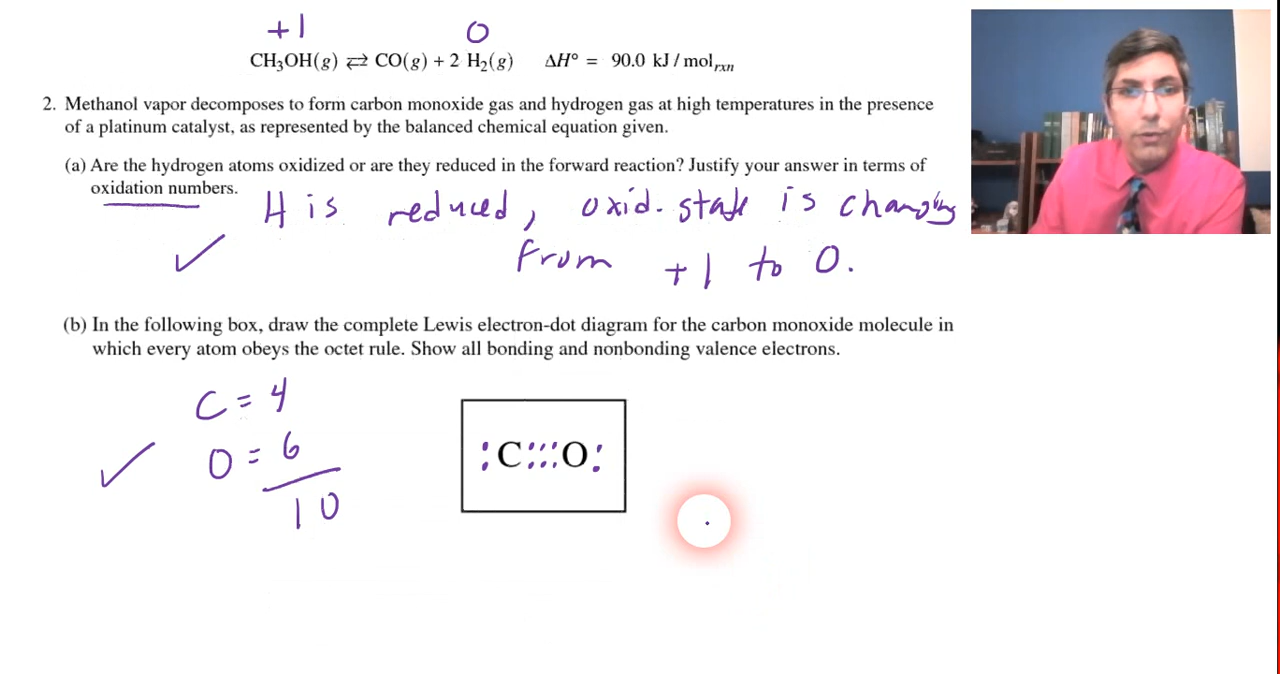 +1 0
CH₃OH(g) ⇄ CO(g) + 2 H₂(g) ΔH° = 90.0 kJ/molᵣₓₙ
2. Methanol vapor decomposes to form carbon monoxide gas and hydrogen gas at high temperatures in the presence
of a platinum catalyst, as represented by the balanced chemical equation given.
(a) Are the hydrogen atoms oxidized or are they reduced in the forward reaction? Justify your answer in terms of
oxidation numbers.
H is reduced, oxid. state is changing
from +1 to 0.
(b) In the following box, draw the complete Lewis electron-dot diagram for the carbon monoxide molecule in
which every atom obeys the octet rule. Show all bonding and nonbonding valence electrons.
C = 4
O = 6
10
:C:::O: